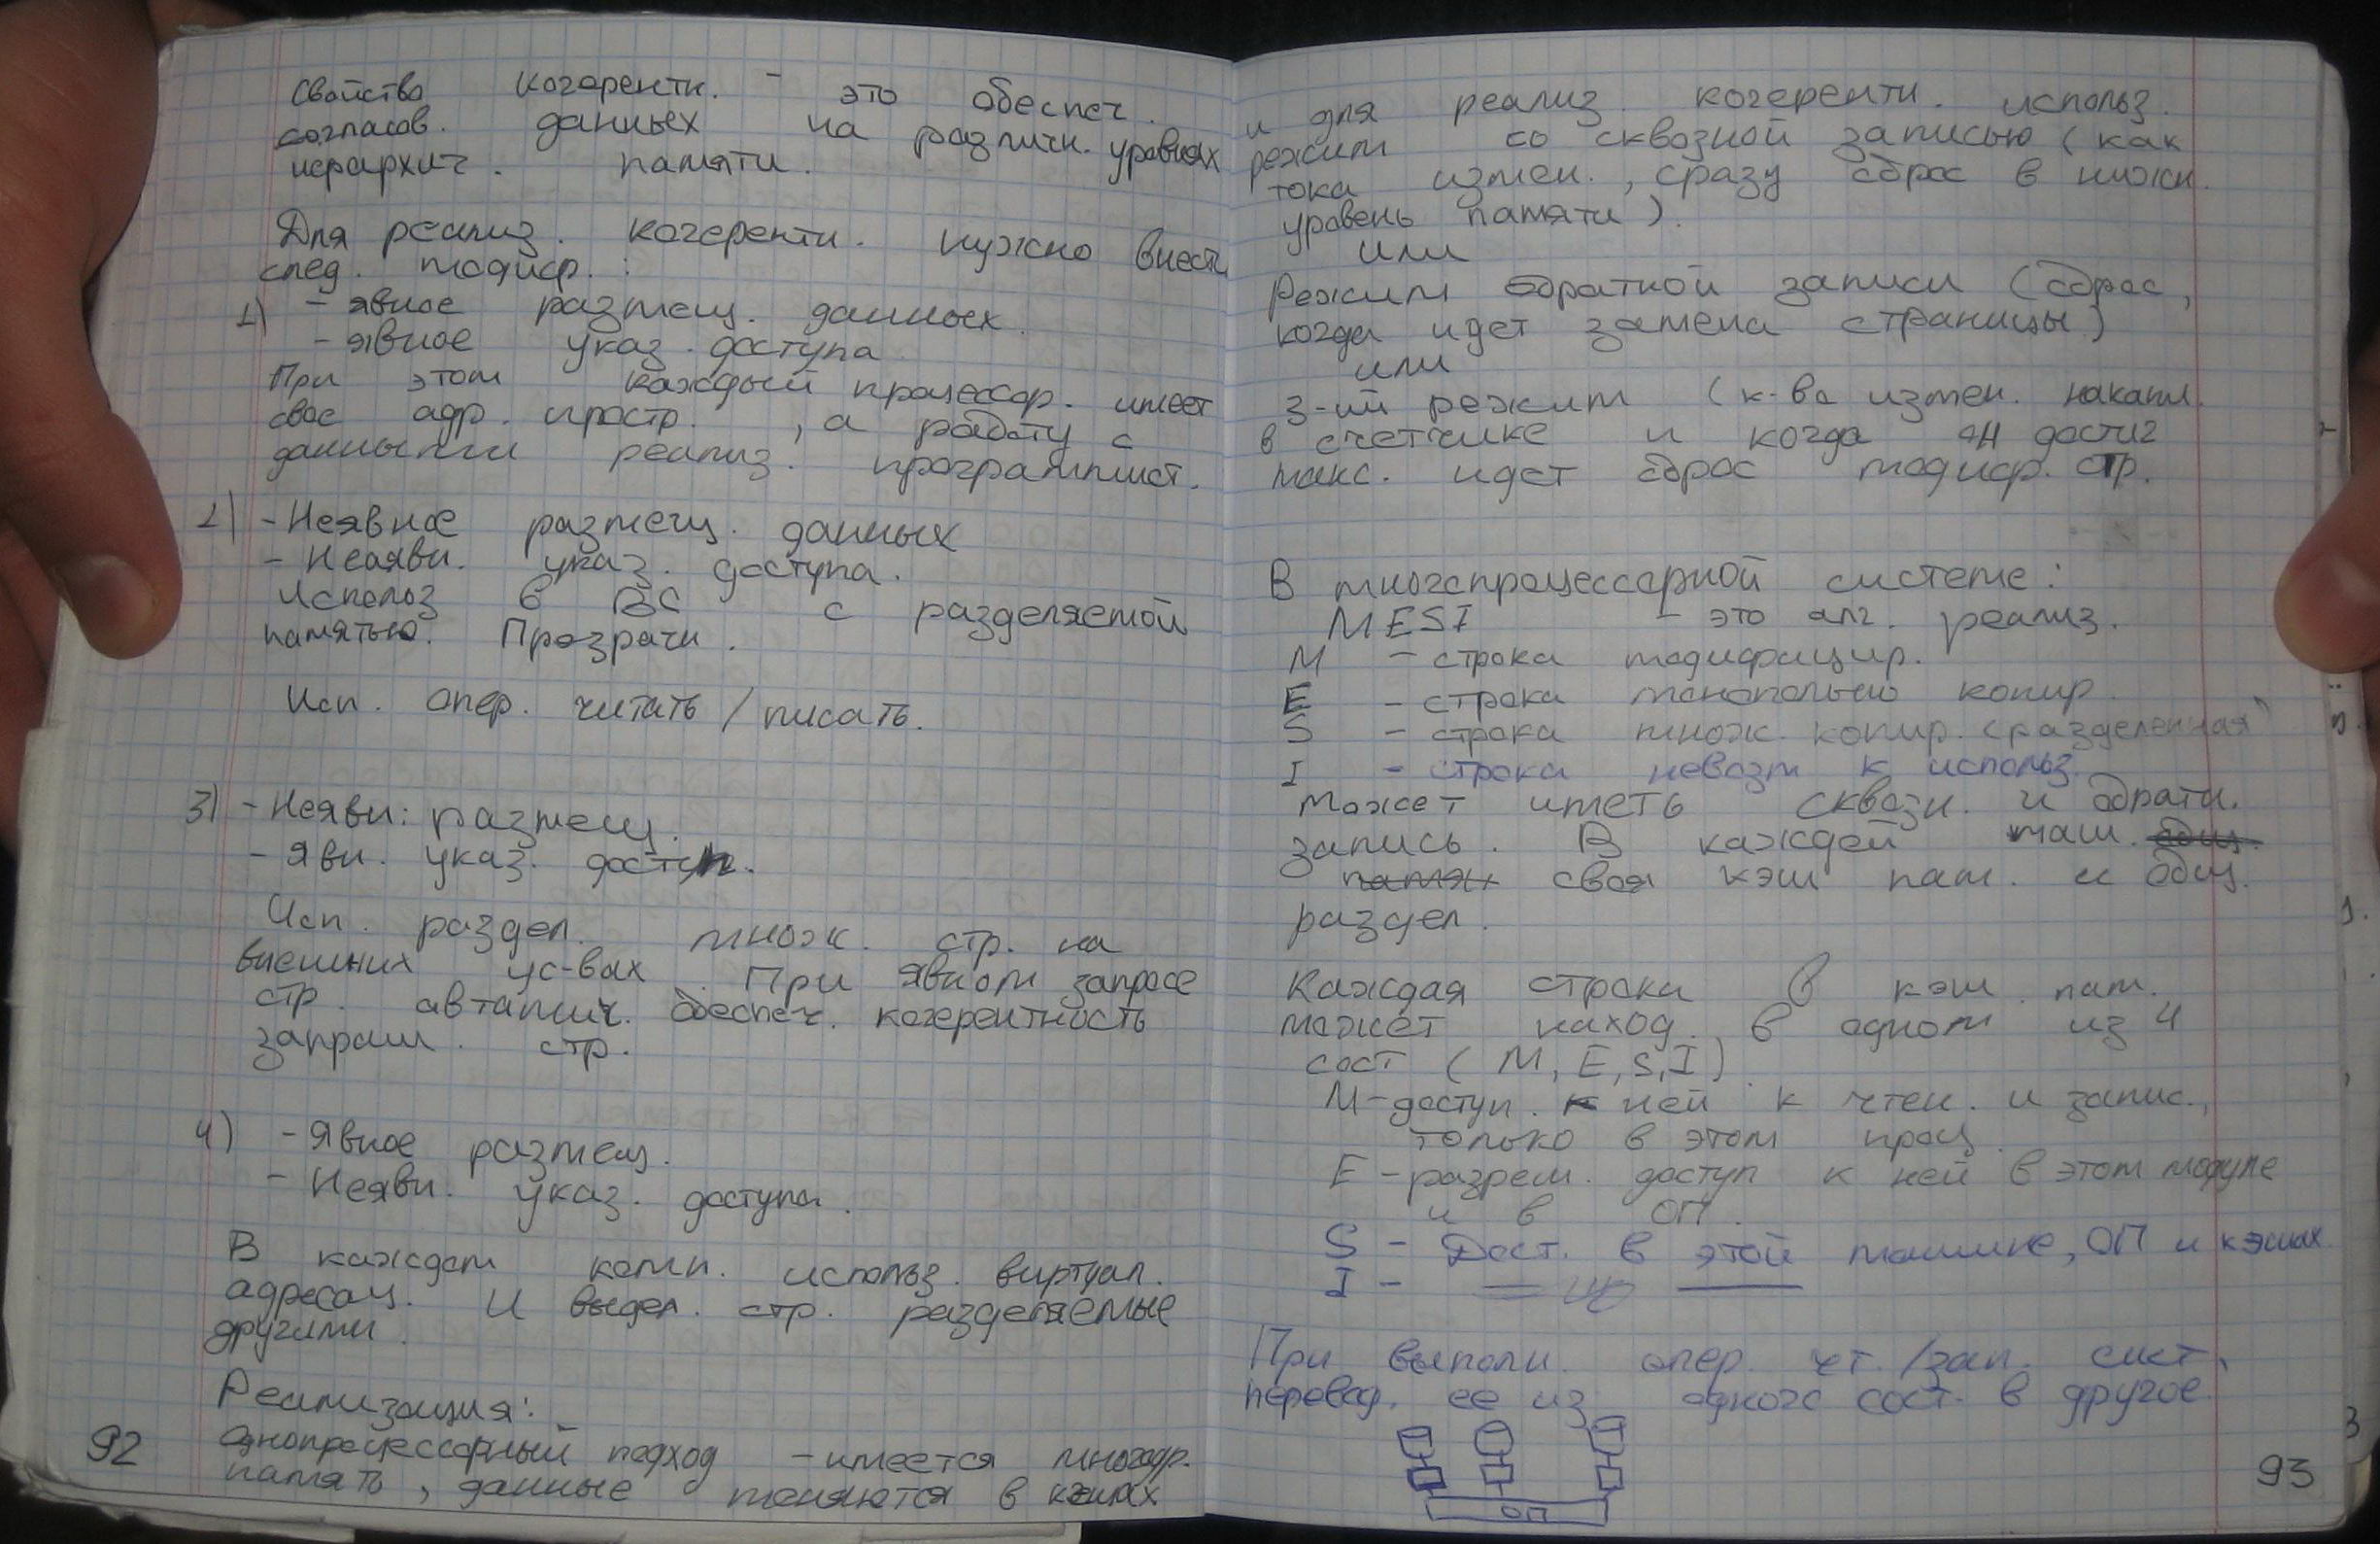 Свойство когерентн. - это обеспеч.
согласов. данных на различн. уровнях
иерархич. памяти.
Для реализ. когерентн. нужно внести
след. модиф. :
1) - явное размещ. данных.
- явное указ. доступа.
При этом каждый процессор. имеет
свое адр. простр. , а работу с
данными реализ. программист.
2) - Неявное размещ. данных
- Неявн. указ. доступа.
Использ в ВС с разделяемой
памятью. Прозрачн.
Исп. опер. читать / писать.
3) - Неявн: размещ.
- Явн. указ. доступ.
Исп. раздел. множ. стр. на
внешних ус-вах. При явном запросе
стр. автамич. обеспеч. когерентность
запраш. стр.
4) - Явное размещ.
- Неявн. указ. доступа.
В каждом комп. использ. виртуал.
адресац. И выдел. стр. разделяемые
другими.
Реализация:
Однопроцессорный подход - имеется многоур.
память, данные меняются в кэшах
92
и для реализ. когерентн. использ.
режим со сквозной записью (как
тока измен., сразу сброс в нижн.
уровень памяти).
или
Режим обратной записи (сброс,
когда идет замена страницы)
или
3-ий режим (к-во измен. накапл.
в счетчике и когда он достиг
макс. идет сброс модиф. стр.
В многопроцессорной системе:
MESI - это алг. реализ.
M - строка модифицир.
E - строка монопольно копир.
S - строка множ. копир. (разделенная)
I - строка невозм к использ.
Может иметь сквозн. и обратн.
запись. В каждой маш. общ.
памят своя кэш пам. и общ.
раздел.
Каждая строка в кэш. пам.
может наход. в одном из 4
сост (M, E, S, I).
M-доступ. к ней к чтен. и запис.,
только в этом проц.
E - разреш. доступ к ней в этом модуле
и в ОП.
S - Дост. в этой машине, ОП и кэшах
I -
При выполн. опер. чт. /зап. сист.
перевод. ее из одного сост. в другое.
ОП
93